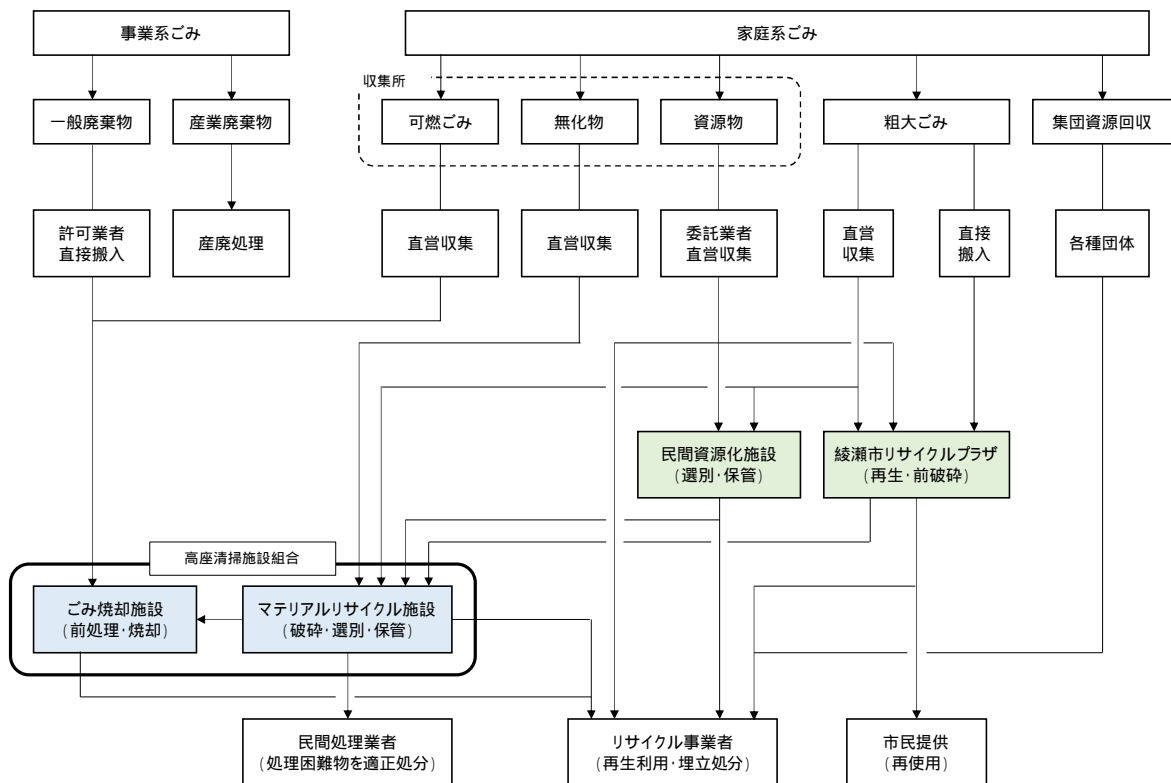 事業系ごみ
家庭系ごみ
収集所
一般廃棄物
産業廃棄物
可燃ごみ
無化物
資源物
粗大ごみ
集団資源回収
許可業者
直接搬入
産廃処理
直営収集
直営収集
委託業者
直営収集
直営
収集
直接
搬入
各種団体
民間資源化施設
(選別・保管)
綾瀬市リサイクルプラザ
(再生・前破砕)
高座清掃施設組合
ごみ焼却施設
(前処理・焼却)
マテリアルリサイクル施設
(破砕・選別・保管)
民間処理業者
(処理困難物を適正処分)
リサイクル事業者
(再生利用・埋立処分)
市民提供
(再使用)